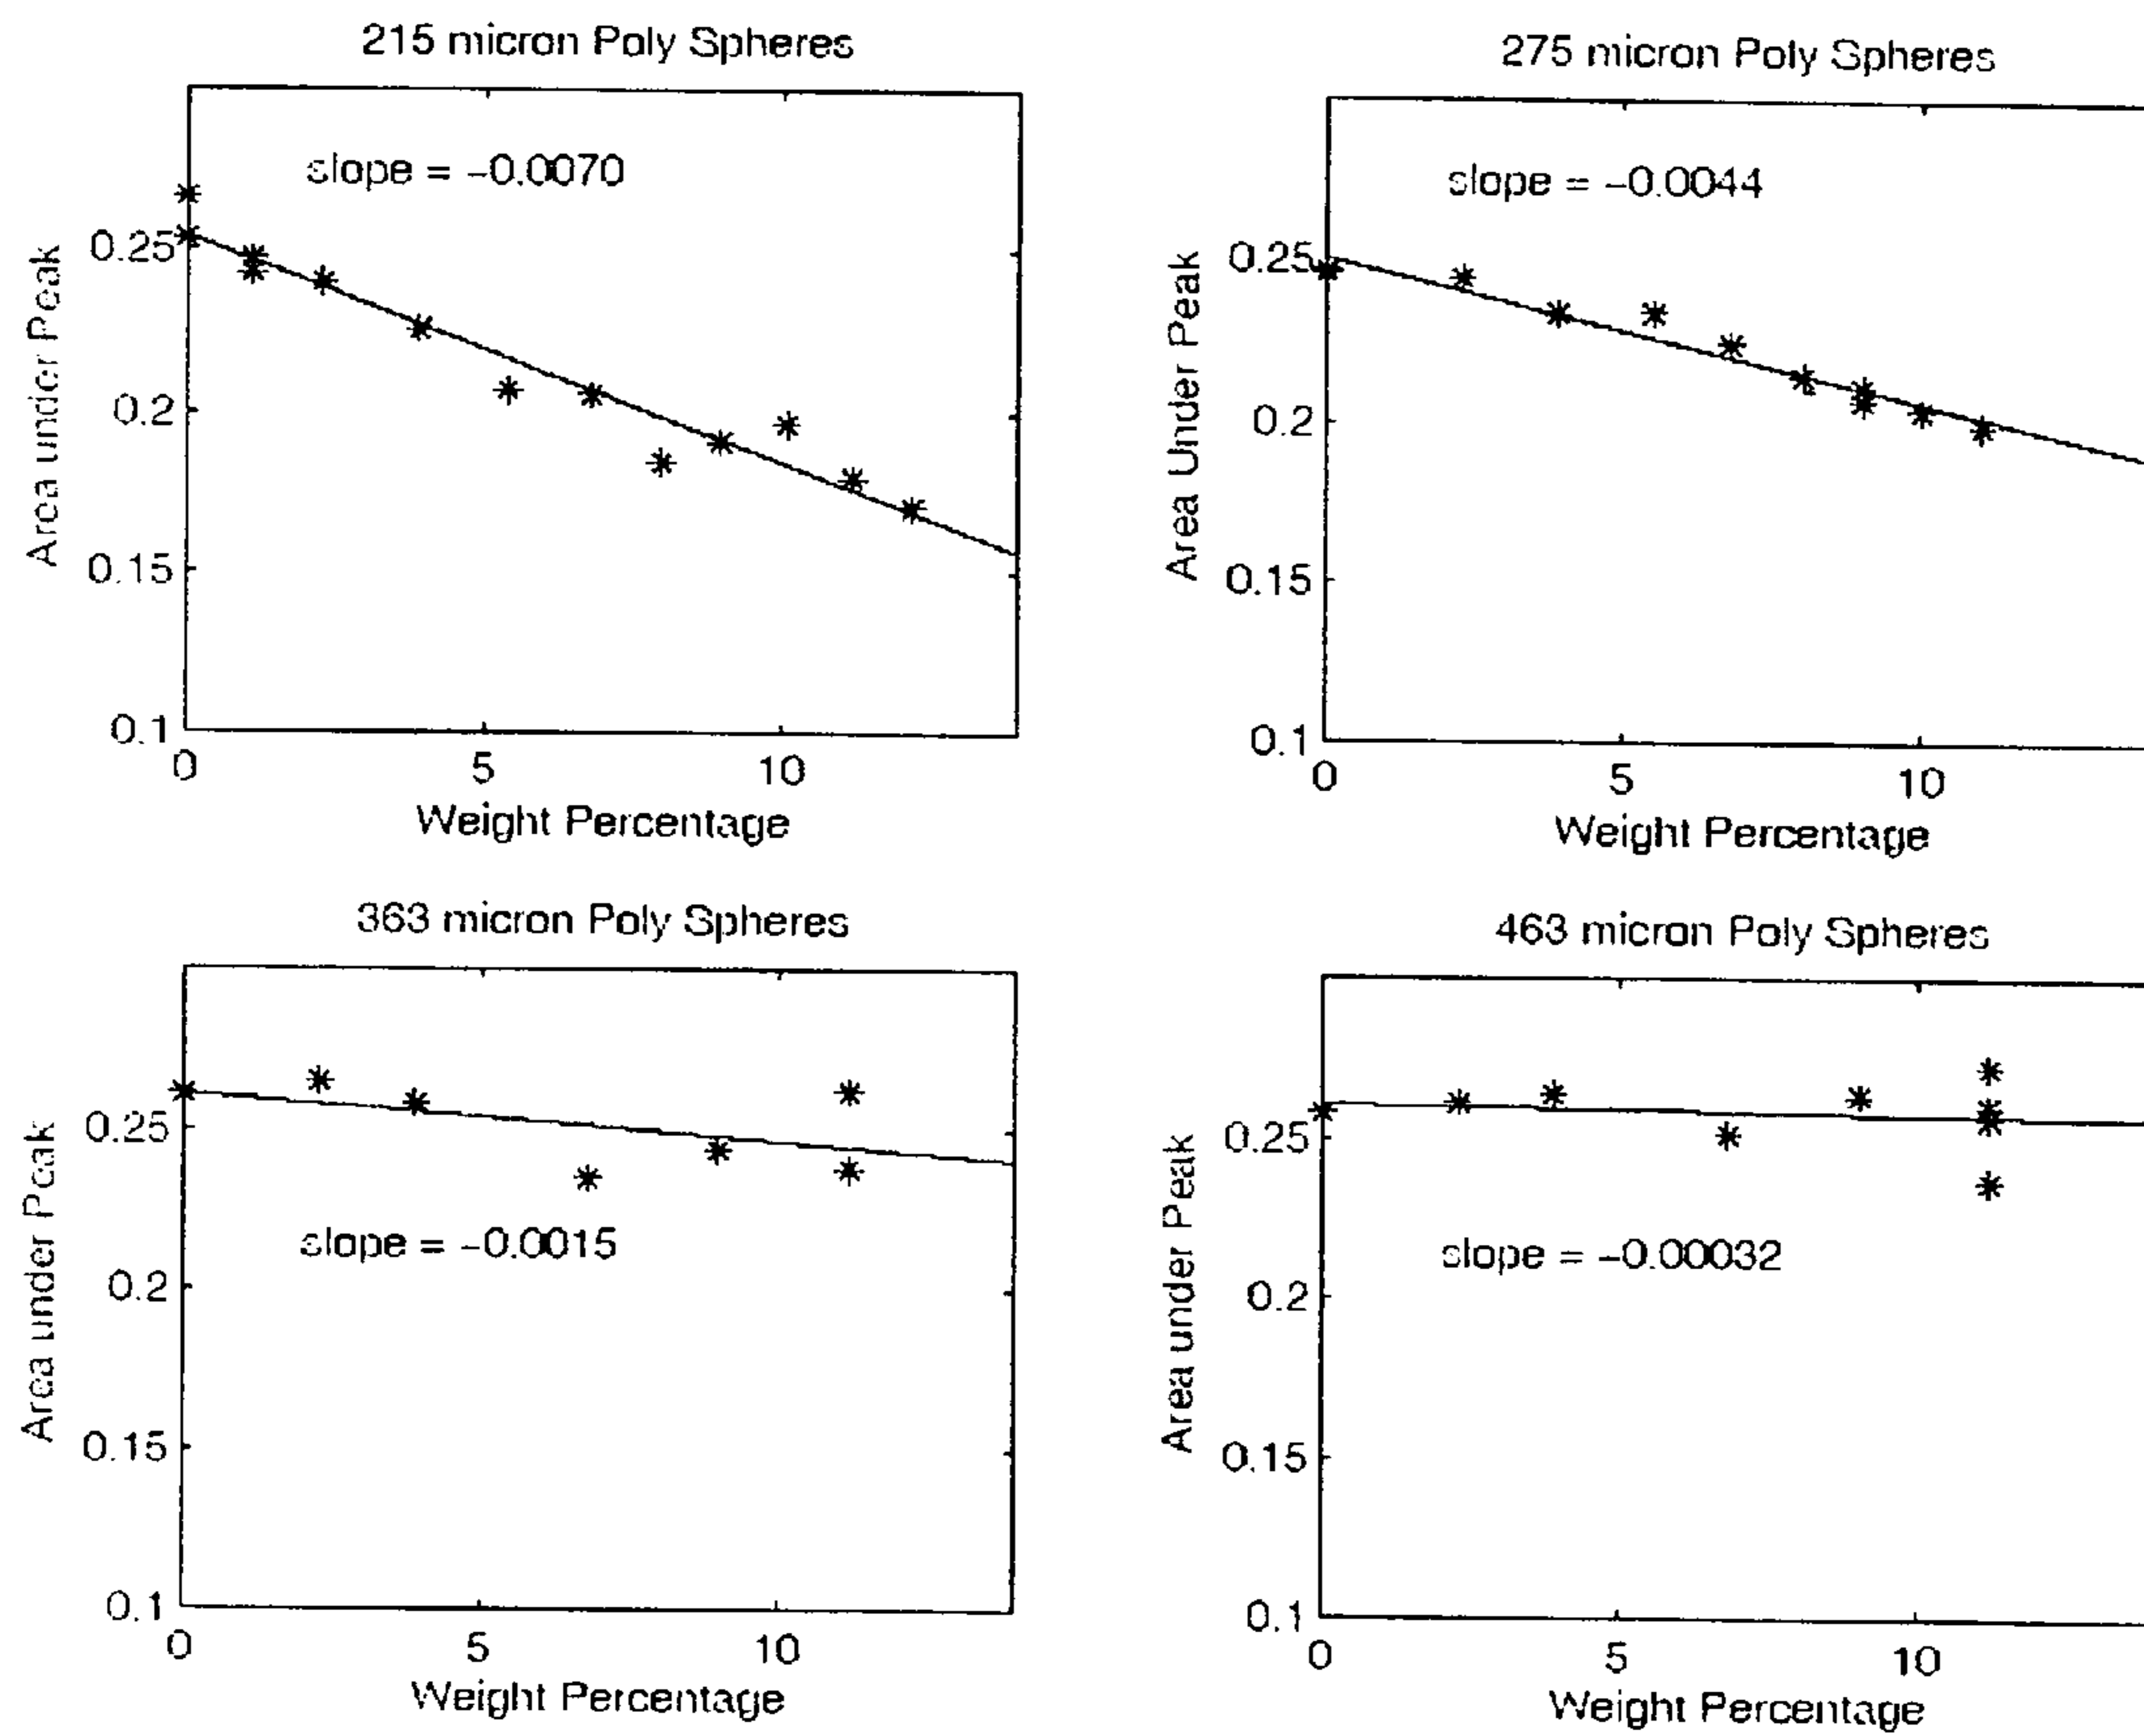 215 micron Poly Spheres
slope = -0.0070
Area under Peak
0.25
0.2
0.15
0.1
0 5 10
Weight Percentage
275 micron Poly Spheres
slope = -0.0044
Area Under Peak
0.25
0.2
0.15
0.1
0 5 10
Weight Percentage
363 micron Poly Spheres
slope = -0.0015
Area under Peak
0.25
0.2
0.15
0.1
0 5 10
Weight Percentage
463 micron Poly Spheres
slope = -0.00032
Area under Peak
0.25
0.2
0.15
0.1
0 5 10
Weight Percentage